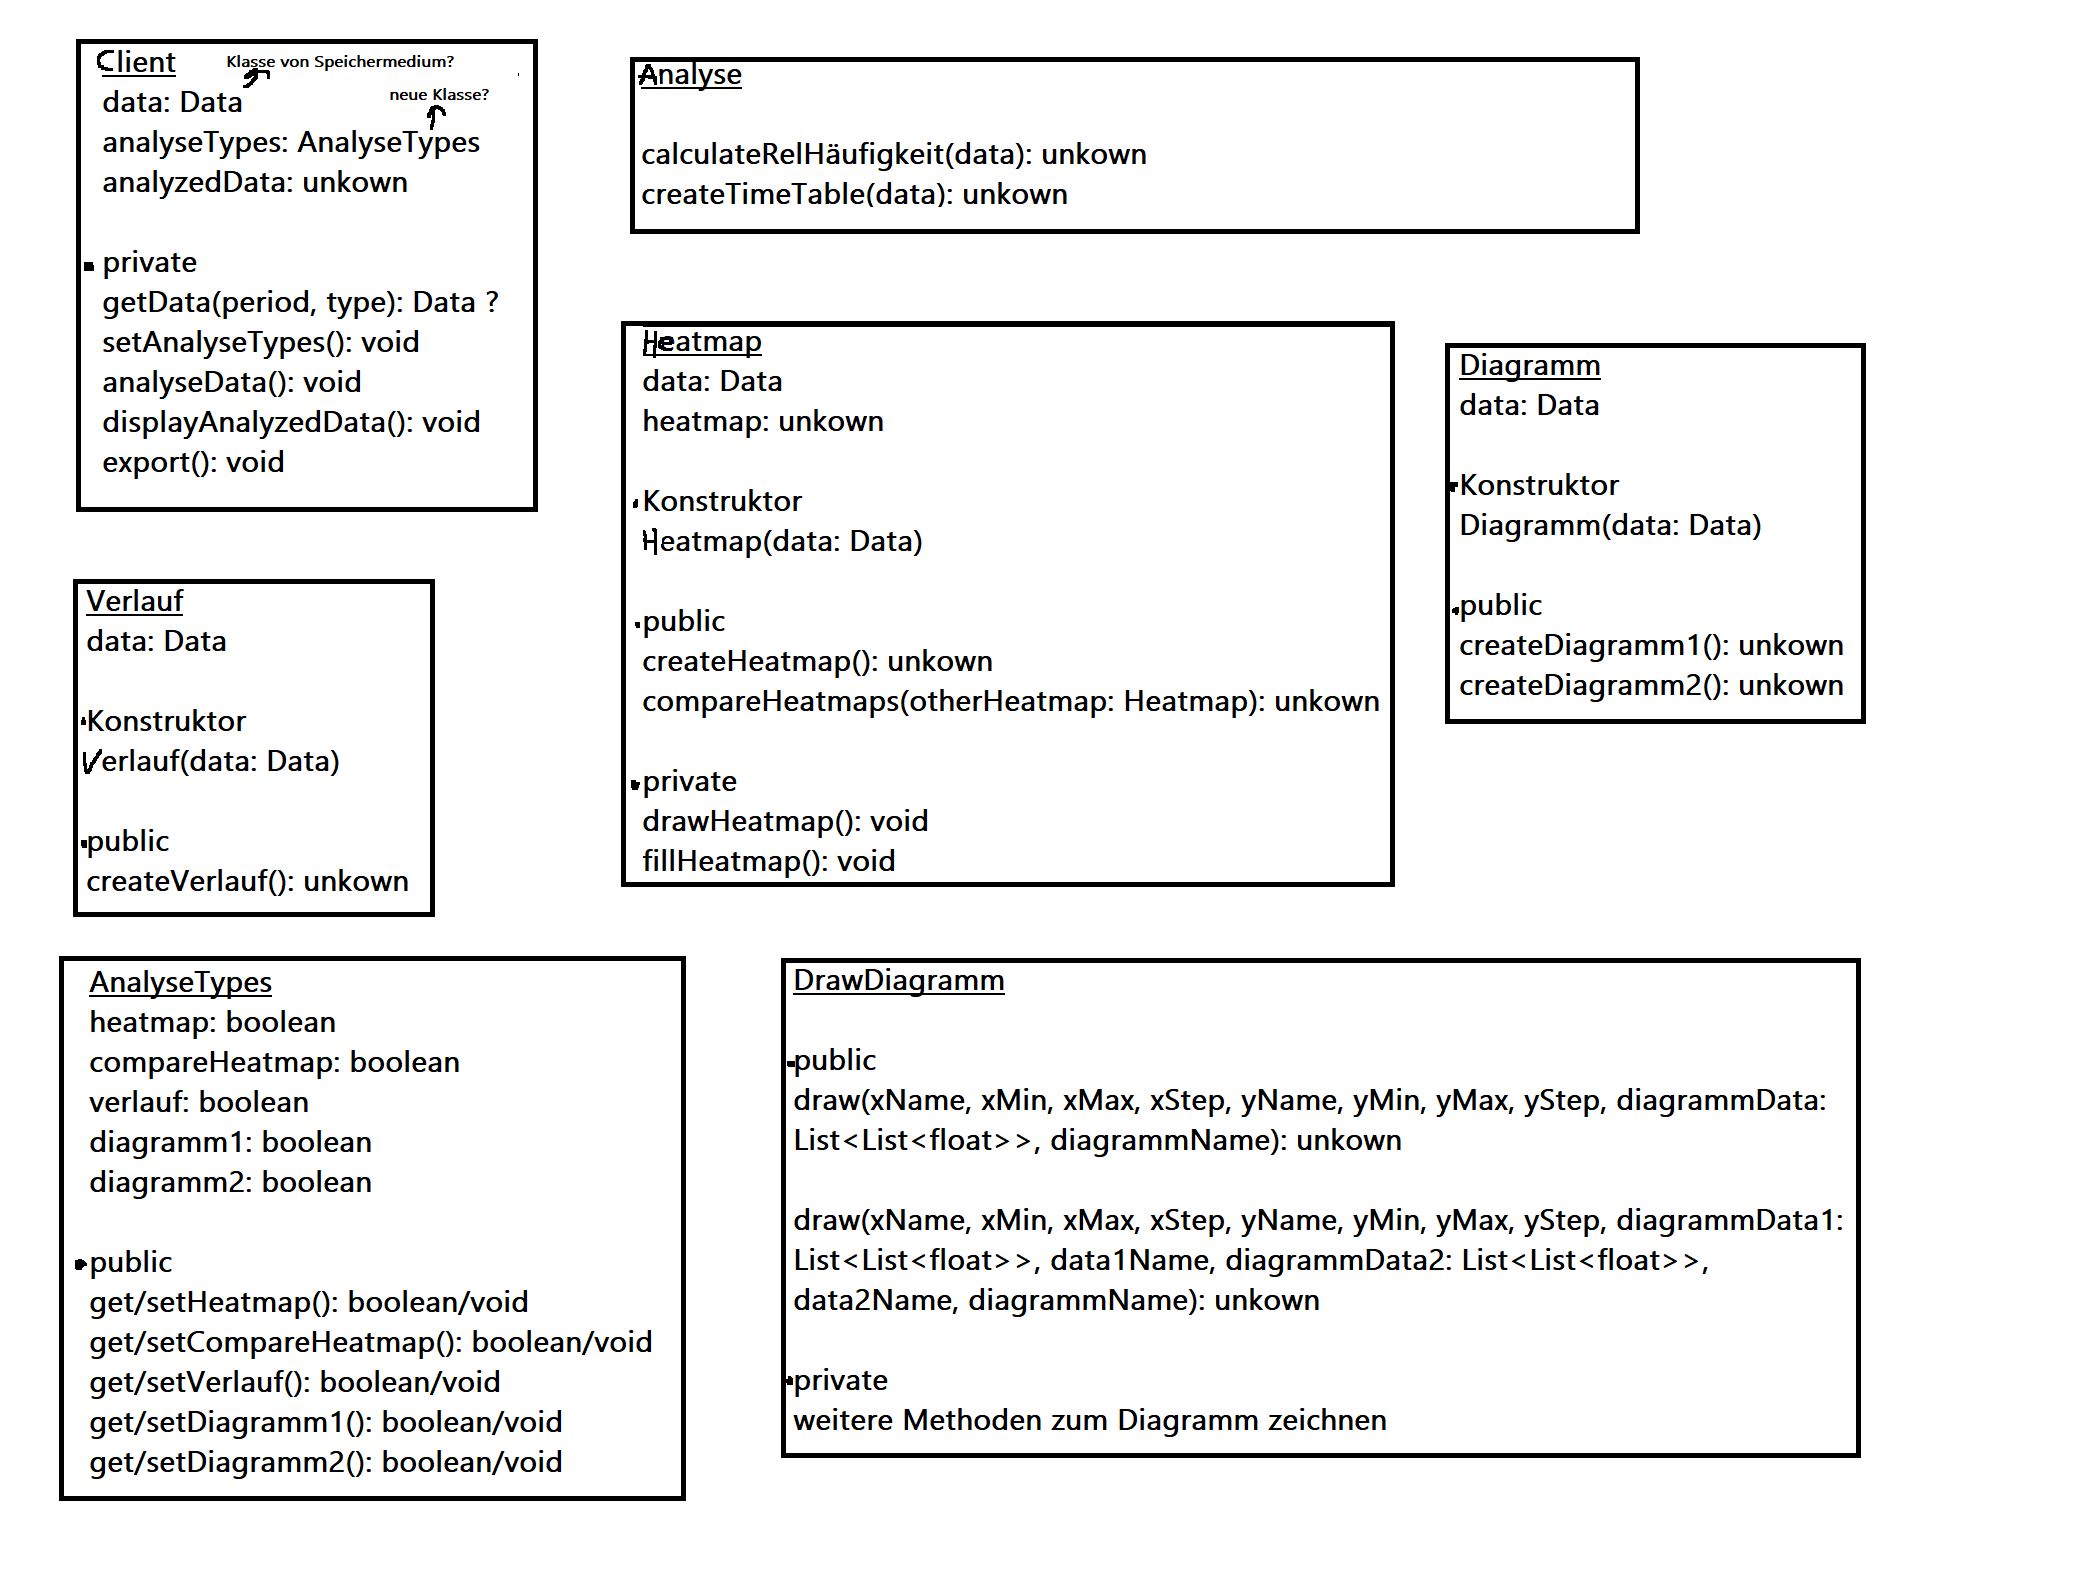 Client
Klasse von Speichermedium?
neue Klasse?
data: Data
analyseTypes: AnalyseTypes
analyzedData: unkown
private
getData(period, type): Data ?
setAnalyseTypes(): void
analyseData(): void
displayAnalyzedData(): void
export(): void
Analyse
calculateRelHäufigkeit(data): unkown
createTimeTable(data): unkown
Heatmap
data: Data
heatmap: unkown
Konstruktor
Heatmap(data: Data)
public
createHeatmap(): unkown
compareHeatmaps(otherHeatmap: Heatmap): unkown
private
drawHeatmap(): void
fillHeatmap(): void
Diagramm
data: Data
Konstruktor
Diagramm(data: Data)
public
createDiagramm1(): unkown
createDiagramm2(): unkown
Verlauf
data: Data
Konstruktor
Verlauf(data: Data)
public
createVerlauf(): unkown
AnalyseTypes
heatmap: boolean
compareHeatmap: boolean
verlauf: boolean
diagramm1: boolean
diagramm2: boolean
public
get/setHeatmap(): boolean/void
get/setCompareHeatmap(): boolean/void
get/setVerlauf(): boolean/void
get/setDiagramm1(): boolean/void
get/setDiagramm2(): boolean/void
DrawDiagramm
public
draw(xName, xMin, xMax, xStep, yName, yMin, yMax, yStep, diagrammData:
List<List<float>>, diagrammName): unkown
draw(xName, xMin, xMax, xStep, yName, yMin, yMax, yStep, diagrammData1:
List<List<float>>, data1Name, diagrammData2: List<List<float>>,
data2Name, diagrammName): unkown
private
weitere Methoden zum Diagramm zeichnen